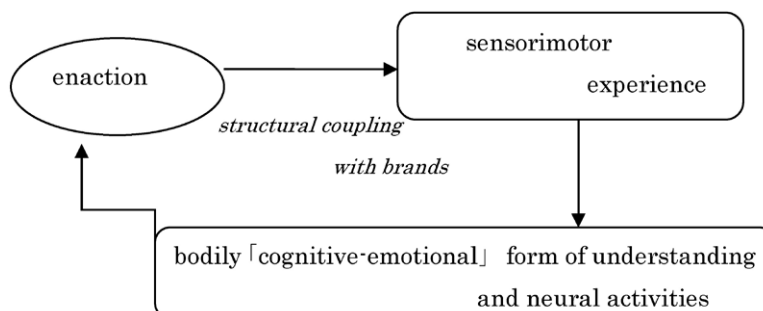 enaction
sensorimotor
experience
structural coupling
with brands
bodily「cognitive-emotional」 form of understanding
and neural activities